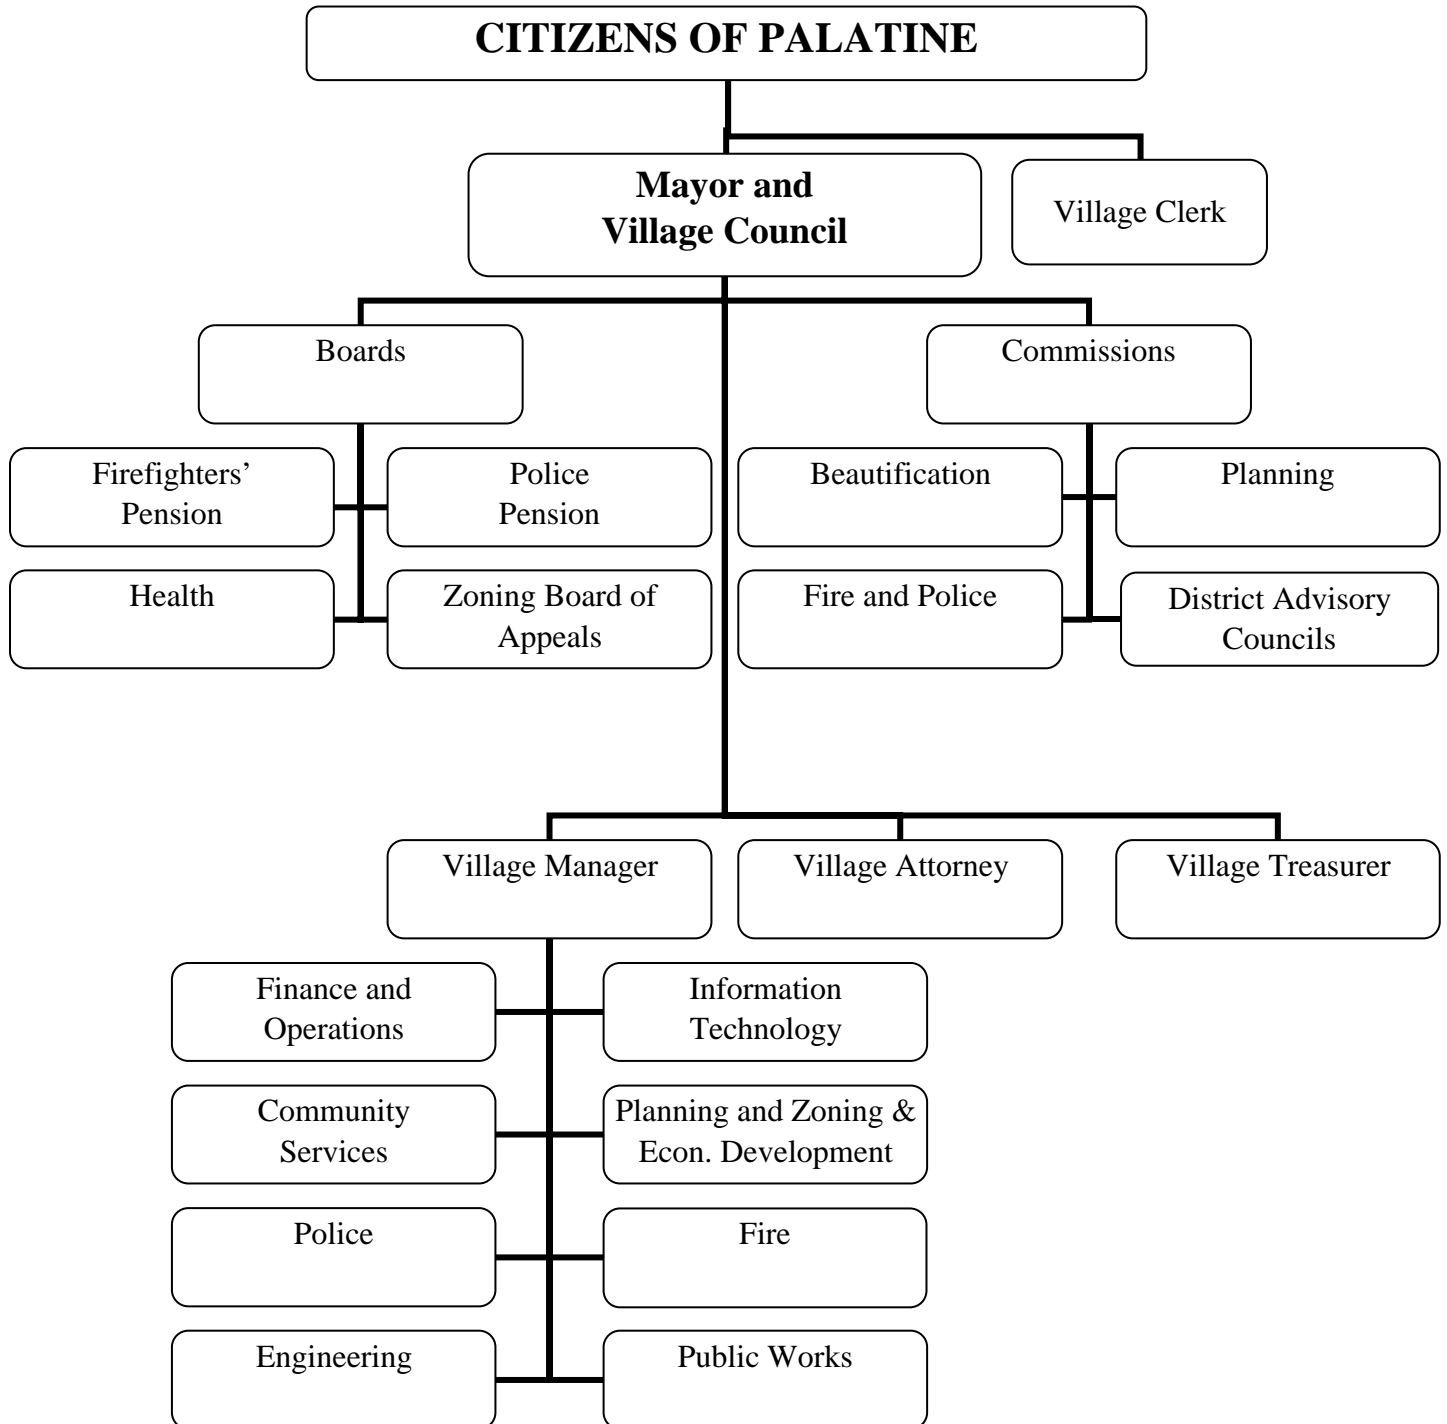 CITIZENS OF PALATINE
Mayor and
Village Council
Village Clerk
Boards
Commissions
Firefighters’
Pension
Police
Pension
Beautification
Planning
Health
Zoning Board of
Appeals
Fire and Police
District Advisory
Councils
Village Manager
Village Attorney
Village Treasurer
Finance and
Operations
Information
Technology
Community
Services
Planning and Zoning &
Econ. Development
Police
Fire
Engineering
Public Works